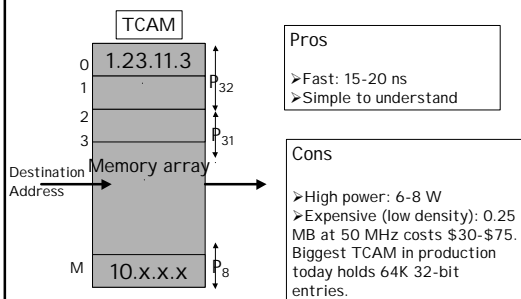 TCAM
0
1.23.11.3
1
P32
2
3
P31
Destination
Address
Memory array
M
10.x.x.x
P8
Pros
➢Fast: 15-20 ns
➢Simple to understand
Cons
➢High power: 6-8 W
➢Expensive (low density): 0.25
MB at 50 MHz costs $30-$75.
Biggest TCAM in production
today holds 64K 32-bit
entries.